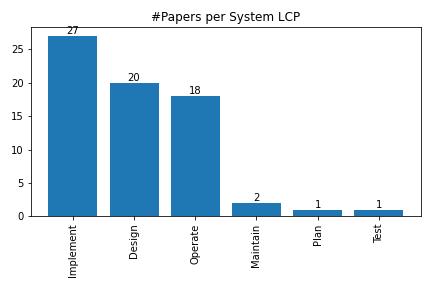 #Papers per System LCP
27
20
18
2
1
1
25
20
15
10
5
0
Implement
Design
Operate
Maintain
Plan
Test